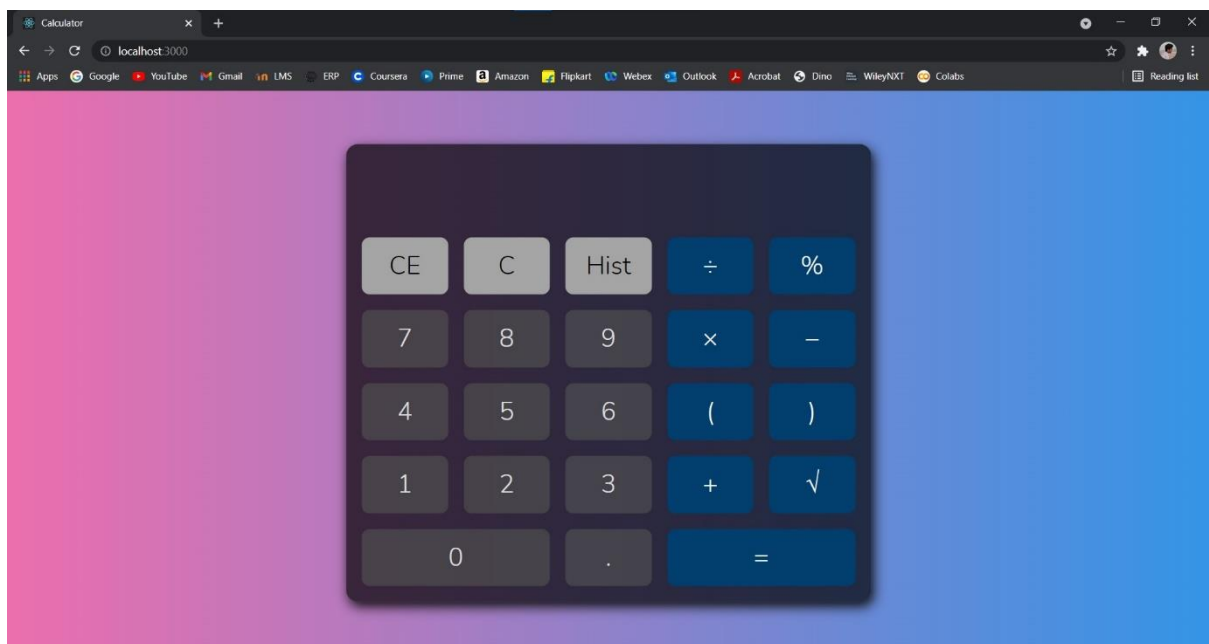 Calculator
localhost:3000
Apps Google YouTube Gmail LMS ERP Coursera Prime Amazon Flipkart Webex Outlook Acrobat Dino WileyNXT Colabs Reading list
CE C Hist ÷ %
7 8 9 × −
4 5 6 ( )
1 2 3 + √
0 . =